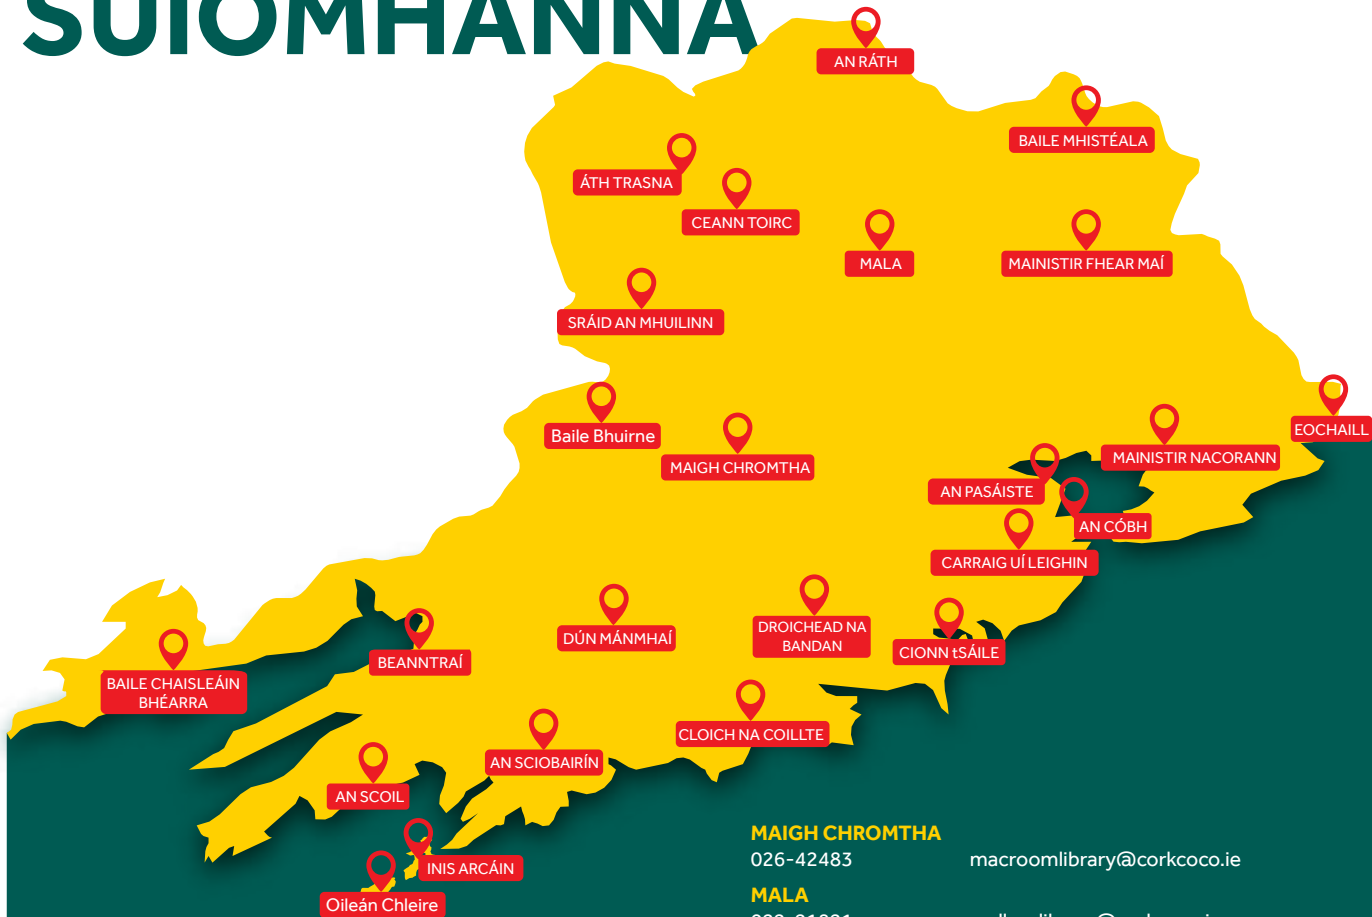 SUÍOMHANNA
AN RÁTH
BAILE MHISTÉALA
ÁTH TRASNA
CEANN TOIRC
MALA
MAINISTIR FHEAR MAÍ
SRÁID AN MHUILINN
Baile Bhuirne
EOCHAILL
MAIGH CHROMTHA
MAINISTIR NACORANN
AN PASÁISTE
AN CÓBH
CARRAIG UÍ LEIGHIN
DÚN MÁNMHAÍ
DROICHEAD NA
BANDAN
CIONN tSÁILE
BEANNTRAÍ
BAILE CHAISLEÁIN
BHÉARRA
CLOICH NA COILLTE
AN SCIOBAIRÍN
AN SCOIL
INIS ARCÁIN
Oileán Chleire
MAIGH CHROMTHA
026-42483 macroomlibrary@corkcoco.ie
MALA